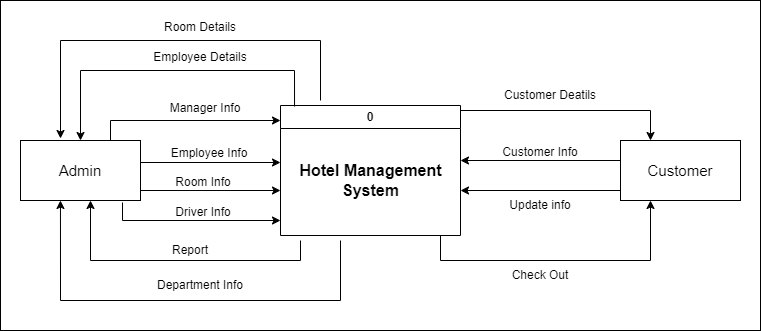 Room Details
Employee Details
Customer Deatils
Manager Info
0
Employee Info
Customer Info
Admin
Hotel Management
System
Customer
Room Info
Driver Info
Update info
Report
Check Out
Department Info